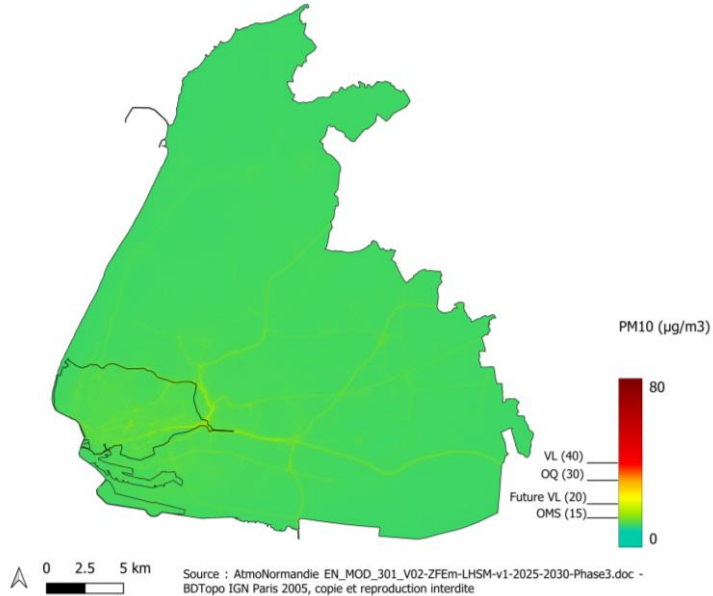 PM10 (µg/m3)
80
VL (40)
OQ (30)
Future VL (20)
OMS (15)
0
0 2.5 5 km
Source : AtmoNormandie EN_MOD_301_V02-ZFEm-LHSM-v1-2025-2030-Phase3.doc -
BDTopo IGN Paris 2005, copie et reproduction interdite